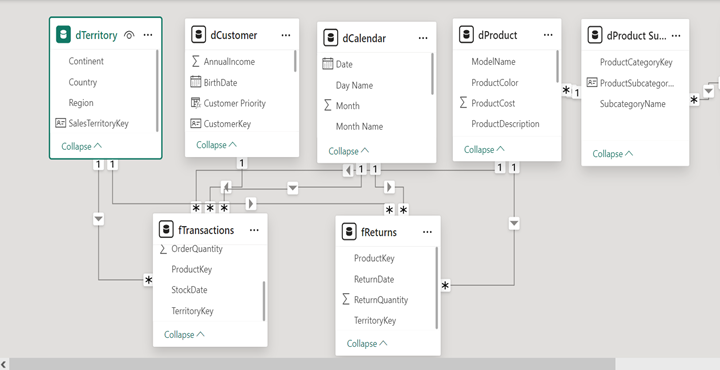 dTerritory
Continent
Country
Region
SalesTerritoryKey
Collapse
dCustomer
AnnualIncome
BirthDate
Customer Priority
CustomerKey
Collapse
dCalendar
Date
Day Name
Month
Month Name
Collapse
dProduct
ModelName
ProductColor
ProductCost
ProductDescription
Collapse
dProduct Su...
ProductCategoryKey
ProductSubcategor...
SubcategoryName
Collapse
1 1
1
1 1
1 1
* 1
*
* * *
* *
*
*
fTransactions
OrderQuantity
ProductKey
StockDate
TerritoryKey
Collapse
fReturns
ProductKey
ReturnDate
ReturnQuantity
TerritoryKey
Collapse